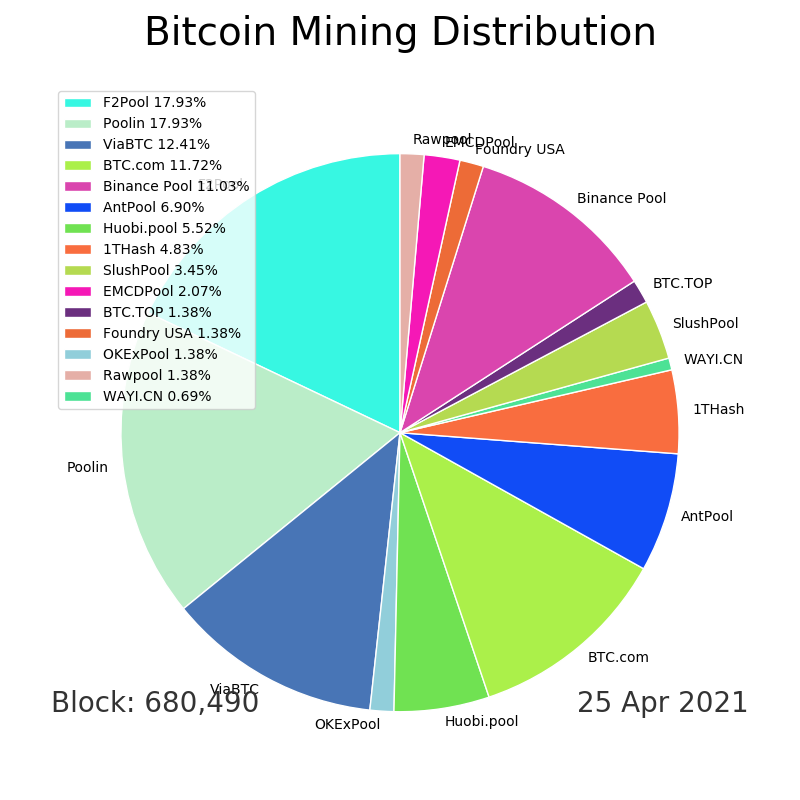 Bitcoin Mining Distribution
F2Pool 17.93%
Poolin 17.93%
ViaBTC 12.41%
BTC.com 11.72%
Binance Pool 11.03%
AntPool 6.90%
Huobi.pool 5.52%
1THash 4.83%
SlushPool 3.45%
EMCDPool 2.07%
BTC.TOP 1.38%
Foundry USA 1.38%
OKExPool 1.38%
Rawpool 1.38%
WAYI.CN 0.69%
Rawpool
EMCDPool
Foundry USA
F2Pool
Binance Pool
BTC.TOP
SlushPool
WAYI.CN
1THash
Poolin
AntPool
BTC.com
ViaBTC
OKExPool
Huobi.pool
Block: 680,490
25 Apr 2021